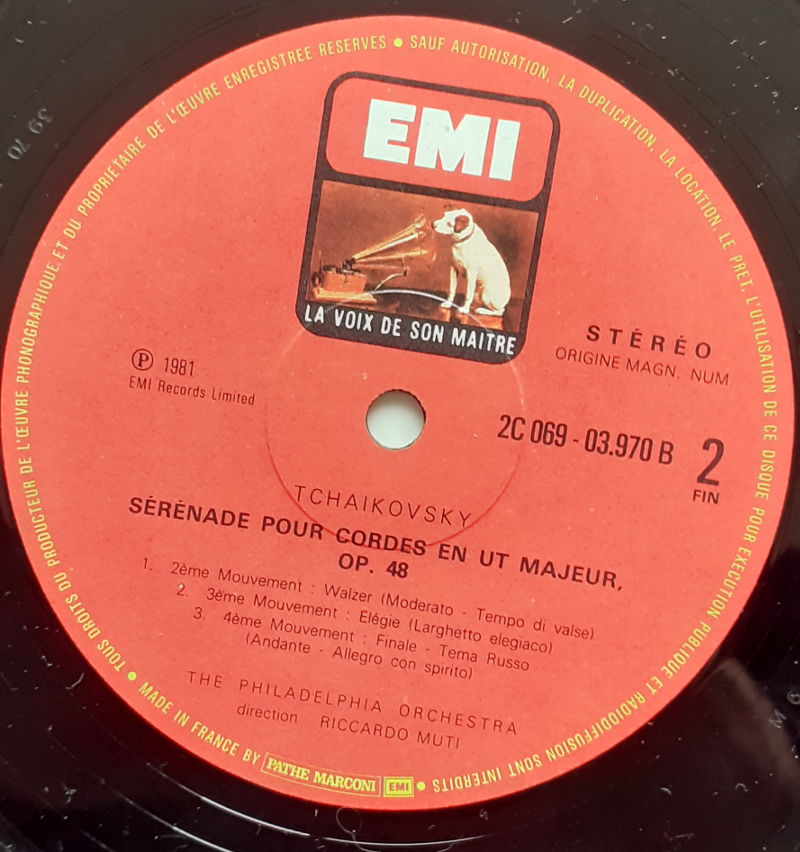 EMI
LA VOIX DE SON MAITRE
STÉRÉO
ORIGINE MAGN. NUM
℗ 1981
EMI Records Limited
2C 069 - 03.970 B
2
FIN
TCHAIKOVSKY
SÉRÉNADE POUR CORDES EN UT MAJEUR,
OP. 48
1. 2ème Mouvement : Walzer (Moderato - Tempo di valse)
2. 3ème Mouvement : Elégie (Larghetto elegiaco)
3. 4ème Mouvement : Finale - Tema Russo
(Andante - Allegro con spirito)
THE PHILADELPHIA ORCHESTRA
direction RICCARDO MUTI
TOUS DROITS DU PRODUCTEUR DE L'ŒUVRE PHONOGRAPHIQUE ET DU PROPRIETAIRE DE L'ŒUVRE ENREGISTREE RESERVES ● SAUF AUTORISATION, LA DUPLICATION, LA LOCATION, LE PRET, L'UTILISATION DE CE DISQUE POUR EXECUTION PUBLIQUE ET RADIODIFFUSION SONT INTERDITS ●
MADE IN FRANCE BY PATHE MARCONI EMI
39 70
M 6